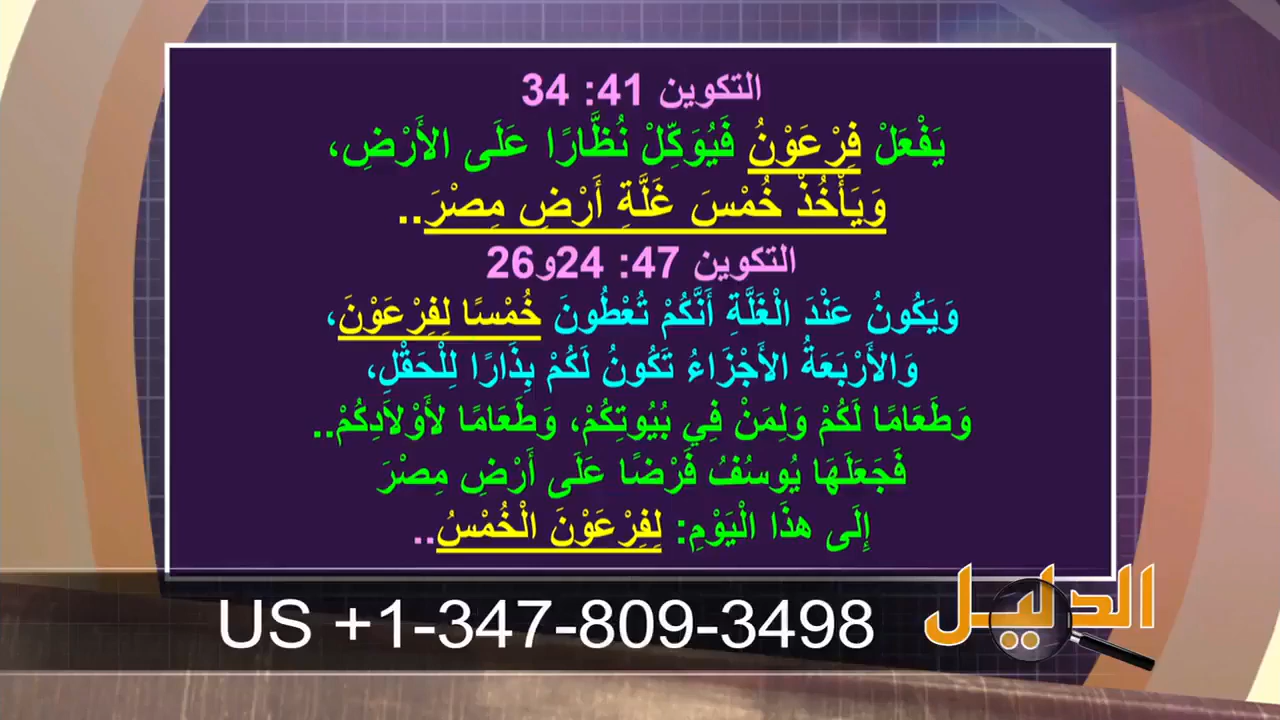 التكوين 41: 34
يَفْعَلْ فِرْعَوْنُ فَيُوَكِّلْ نُظَّارًا عَلَى الأَرْضِ،
وَيَأْخُذْ خُمْسَ غَلَّةِ أَرْضِ مِصْرَ..
التكوين 47: 24و26
وَيَكُونُ عَنْدَ الْغَلَّةِ أَنَّكُمْ تُعْطُونَ خُمْسًا لِفِرْعَوْنَ،
وَالأَرْبَعَةُ الأَجْزَاءُ تَكُونُ لَكُمْ بِذَارًا لِلْحَقْلِ،
وَطَعَامًا لَكُمْ وَلِمَنْ فِي بُيُوتِكُمْ، وَطَعَامًا لأَوْلاَدِكُمْ..
فَجَعَلَهَا يُوسُفُ فَرْضًا عَلَى أَرْضِ مِصْرَ
إِلَى هذَا الْيَوْمِ: لِفِرْعَوْنَ الْخُمْسُ..
US +1-347-809-3498
الدليل